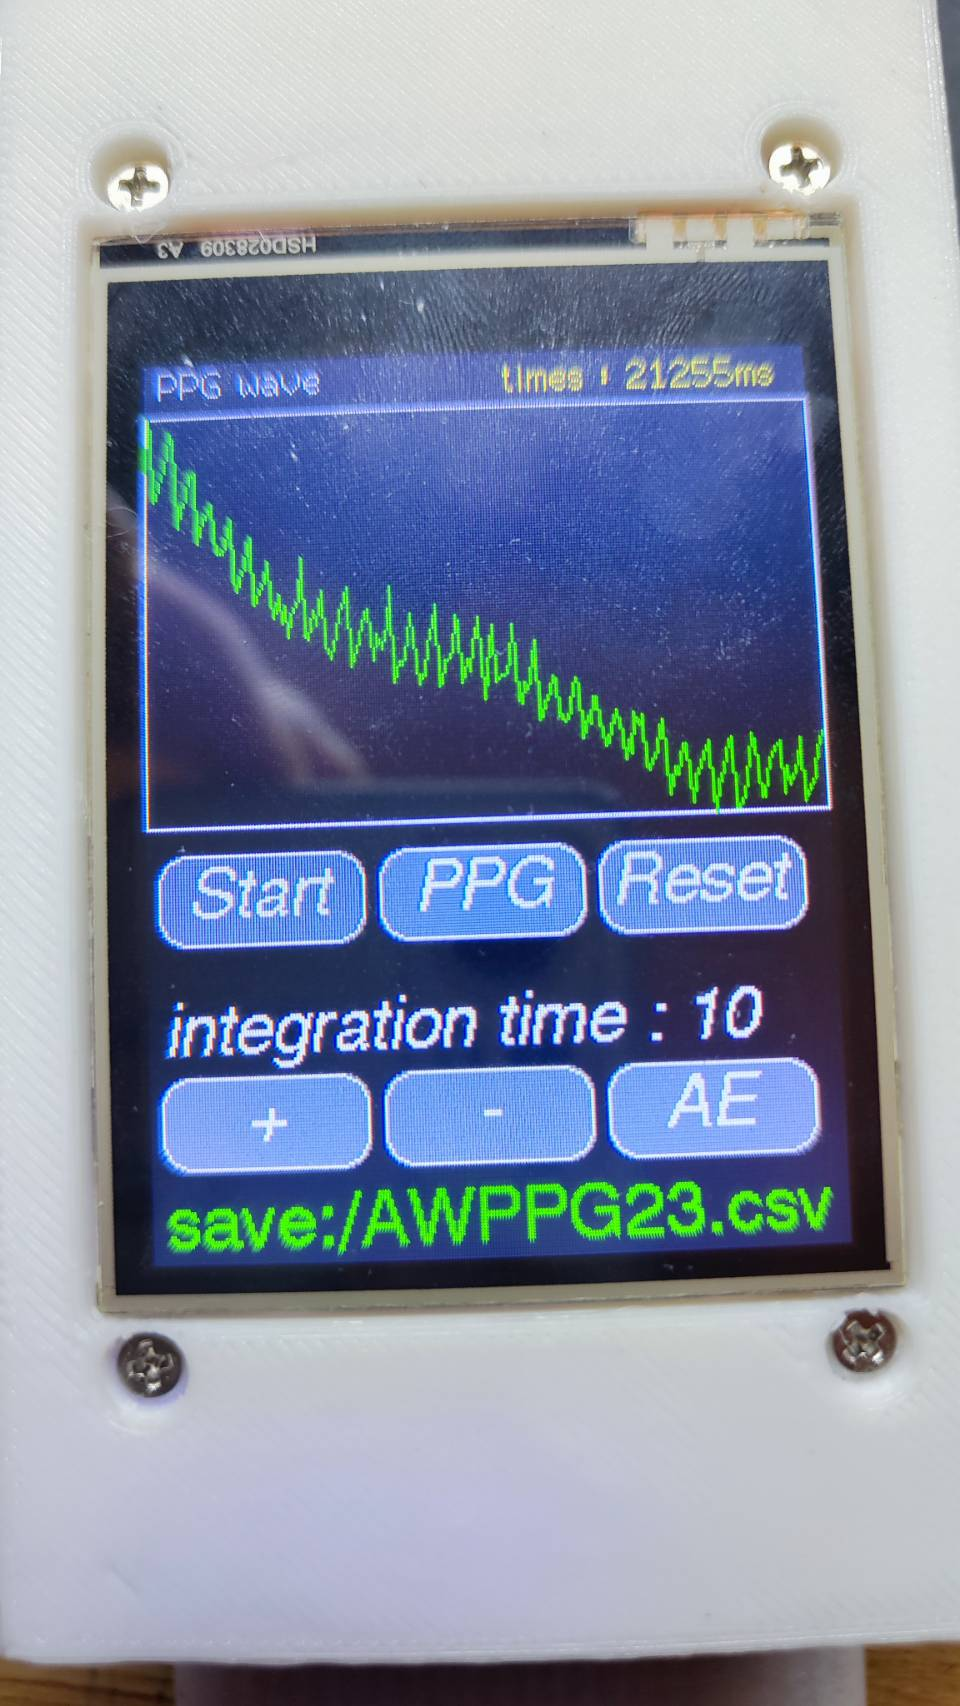 HSD028309 A3
PPG wave times : 21255ms
Start PPG Reset
integration time : 10
+ - AE
save:/AWPPG23.csv